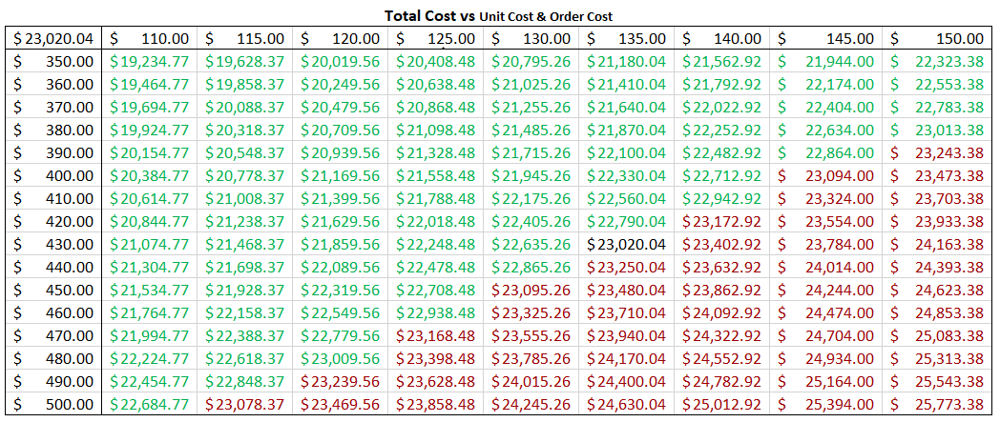 Total Cost vs Unit Cost & Order Cost
$ 23,020.04 $ 110.00 $ 115.00 $ 120.00 $ 125.00 $ 130.00 $ 135.00 $ 140.00 $ 145.00 $ 150.00
$ 350.00 $ 19,234.77 $ 19,628.37 $ 20,019.56 $ 20,408.48 $ 20,795.26 $ 21,180.04 $ 21,562.92 $ 21,944.00 $ 22,323.38
$ 360.00 $ 19,464.77 $ 19,858.37 $ 20,249.56 $ 20,638.48 $ 21,025.26 $ 21,410.04 $ 21,792.92 $ 22,174.00 $ 22,553.38
$ 370.00 $ 19,694.77 $ 20,088.37 $ 20,479.56 $ 20,868.48 $ 21,255.26 $ 21,640.04 $ 22,022.92 $ 22,404.00 $ 22,783.38
$ 380.00 $ 19,924.77 $ 20,318.37 $ 20,709.56 $ 21,098.48 $ 21,485.26 $ 21,870.04 $ 22,252.92 $ 22,634.00 $ 23,013.38
$ 390.00 $ 20,154.77 $ 20,548.37 $ 20,939.56 $ 21,328.48 $ 21,715.26 $ 22,100.04 $ 22,482.92 $ 22,864.00 $ 23,243.38
$ 400.00 $ 20,384.77 $ 20,778.37 $ 21,169.56 $ 21,558.48 $ 21,945.26 $ 22,330.04 $ 22,712.92 $ 23,094.00 $ 23,473.38
$ 410.00 $ 20,614.77 $ 21,008.37 $ 21,399.56 $ 21,788.48 $ 22,175.26 $ 22,560.04 $ 22,942.92 $ 23,324.00 $ 23,703.38
$ 420.00 $ 20,844.77 $ 21,238.37 $ 21,629.56 $ 22,018.48 $ 22,405.26 $ 22,790.04 $ 23,172.92 $ 23,554.00 $ 23,933.38
$ 430.00 $ 21,074.77 $ 21,468.37 $ 21,859.56 $ 22,248.48 $ 22,635.26 $ 23,020.04 $ 23,402.92 $ 23,784.00 $ 24,163.38
$ 440.00 $ 21,304.77 $ 21,698.37 $ 22,089.56 $ 22,478.48 $ 22,865.26 $ 23,250.04 $ 23,632.92 $ 24,014.00 $ 24,393.38
$ 450.00 $ 21,534.77 $ 21,928.37 $ 22,319.56 $ 22,708.48 $ 23,095.26 $ 23,480.04 $ 23,862.92 $ 24,244.00 $ 24,623.38
$ 460.00 $ 21,764.77 $ 22,158.37 $ 22,549.56 $ 22,938.48 $ 23,325.26 $ 23,710.04 $ 24,092.92 $ 24,474.00 $ 24,853.38
$ 470.00 $ 21,994.77 $ 22,388.37 $ 22,779.56 $ 23,168.48 $ 23,555.26 $ 23,940.04 $ 24,322.92 $ 24,704.00 $ 25,083.38
$ 480.00 $ 22,224.77 $ 22,618.37 $ 23,009.56 $ 23,398.48 $ 23,785.26 $ 24,170.04 $ 24,552.92 $ 24,934.00 $ 25,313.38
$ 490.00 $ 22,454.77 $ 22,848.37 $ 23,239.56 $ 23,628.48 $ 24,015.26 $ 24,400.04 $ 24,782.92 $ 25,164.00 $ 25,543.38
$ 500.00 $ 22,684.77 $ 23,078.37 $ 23,469.56 $ 23,858.48 $ 24,245.26 $ 24,630.04 $ 25,012.92 $ 25,394.00 $ 25,773.38